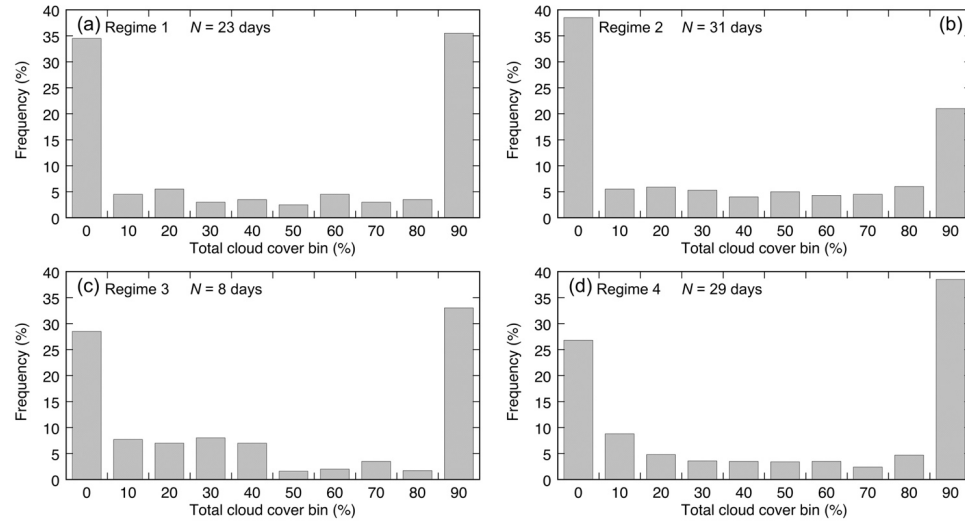 (a) Regime 1 N = 23 days
40
35
30
25
20
15
10
5
0
Frequency (%)
0 10 20 30 40 50 60 70 80 90
Total cloud cover bin (%)
Regime 2 N = 31 days (b)
40
35
30
25
20
15
10
5
0
Frequency (%)
0 10 20 30 40 50 60 70 80 90
Total cloud cover bin (%)
(c) Regime 3 N = 8 days
40
35
30
25
20
15
10
5
0
Frequency (%)
0 10 20 30 40 50 60 70 80 90
Total cloud cover bin (%)
(d) Regime 4 N = 29 days
40
35
30
25
20
15
10
5
0
Frequency (%)
0 10 20 30 40 50 60 70 80 90
Total cloud cover bin (%)